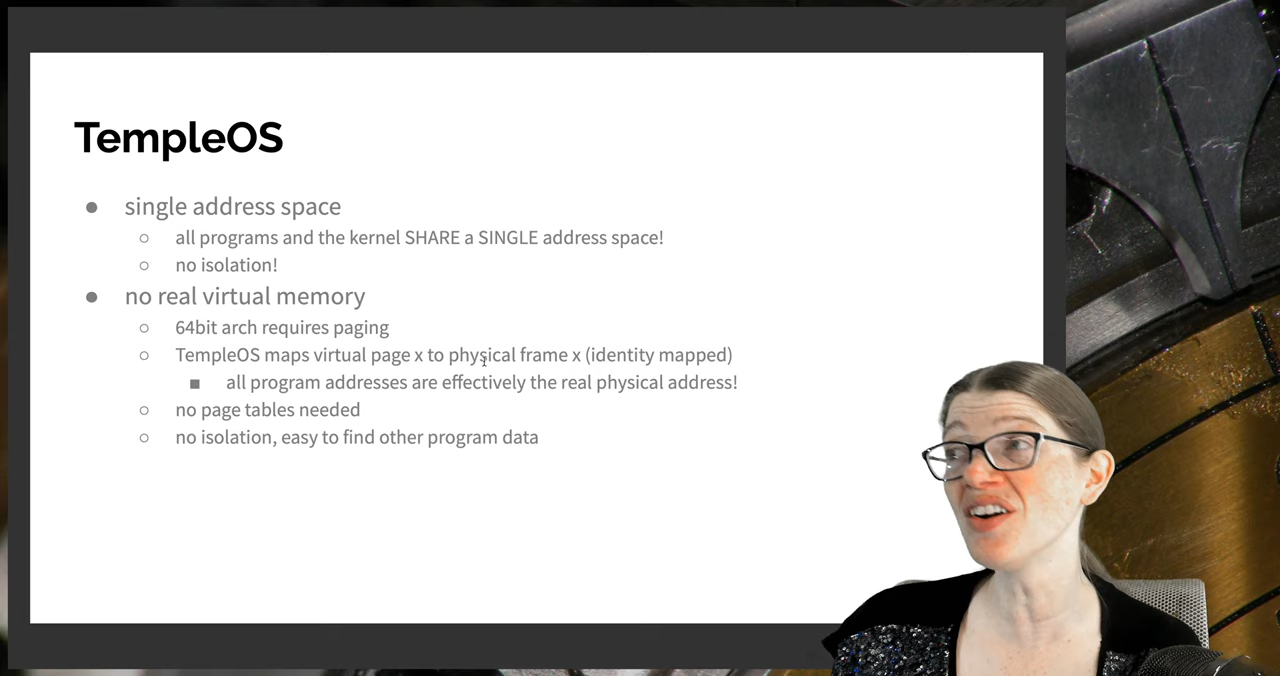 TempleOS
● single address space
○ all programs and the kernel SHARE a SINGLE address space!
○ no isolation!
● no real virtual memory
○ 64bit arch requires paging
○ TempleOS maps virtual page x to physical frame x (identity mapped)
■ all program addresses are effectively the real physical address!
○ no page tables needed
○ no isolation, easy to find other program data